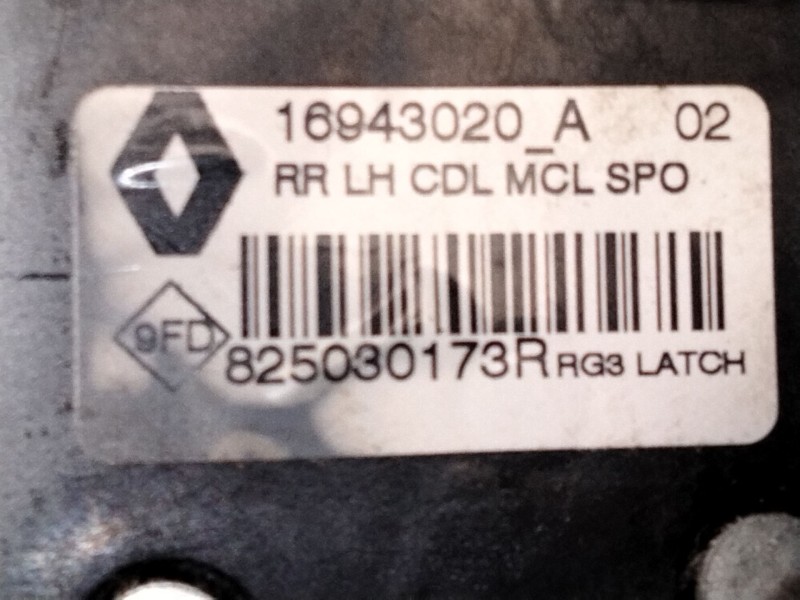 16943020_A 02
RR LH CDL MCL SPO
9FD
825030173R RG3 LATCH